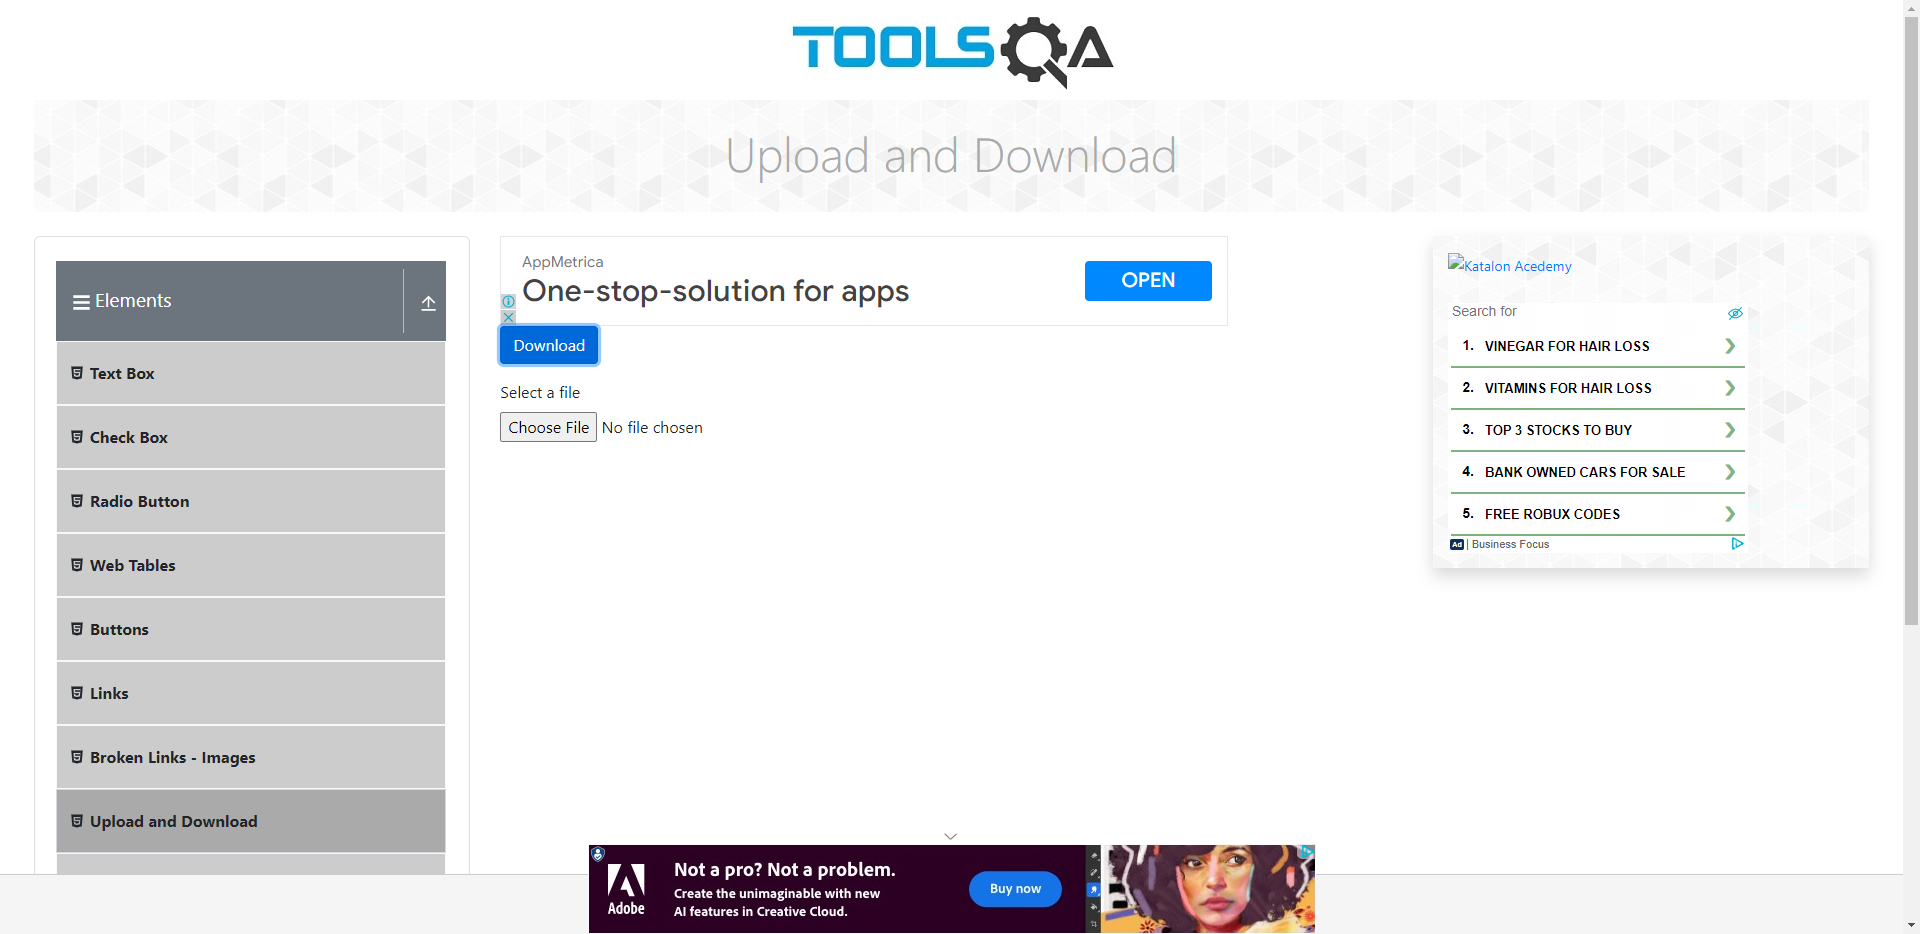 TOOLSQA
Upload and Download
Elements
Text Box
Check Box
Radio Button
Web Tables
Buttons
Links
Broken Links - Images
Upload and Download
AppMetrica
One-stop-solution for apps
OPEN
Download
Select a file
Choose File No file chosen
Katalon Acedemy
Search for
1. VINEGAR FOR HAIR LOSS
2. VITAMINS FOR HAIR LOSS
3. TOP 3 STOCKS TO BUY
4. BANK OWNED CARS FOR SALE
5. FREE ROBUX CODES
Ad | Business Focus
Adobe
Not a pro? Not a problem.
Create the unimaginable with new
AI features in Creative Cloud.
Buy now